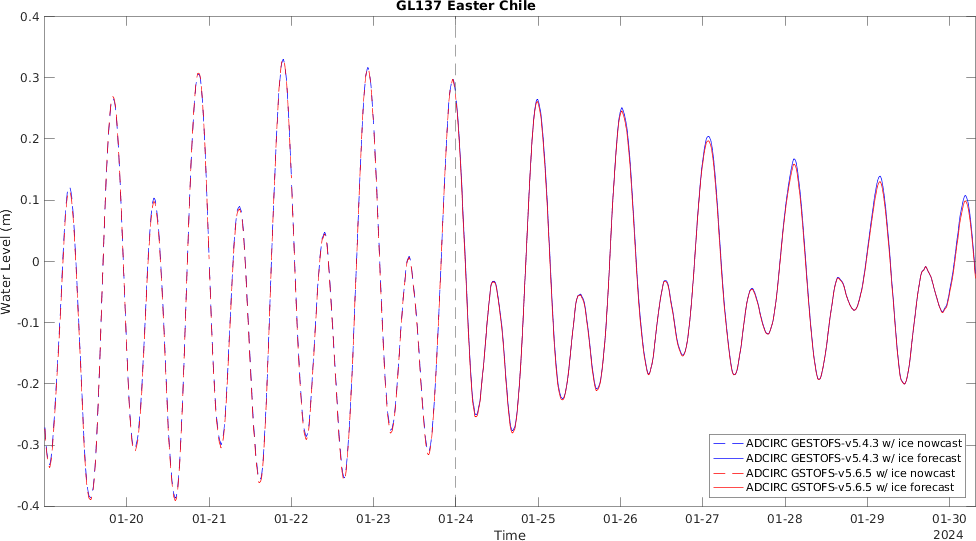 GL137 Easter Chile
0.4
0.3
0.2
0.1
0
-0.1
-0.2
-0.3
-0.4
Water Level (m)
ADCIRC GESTOFS-v5.4.3 w/ ice nowcast
ADCIRC GESTOFS-v5.4.3 w/ ice forecast
ADCIRC GSTOFS-v5.6.5 w/ ice nowcast
ADCIRC GSTOFS-v5.6.5 w/ ice forecast
01-20 01-21 01-22 01-23 01-24 01-25 01-26 01-27 01-28 01-29 01-30
Time
2024